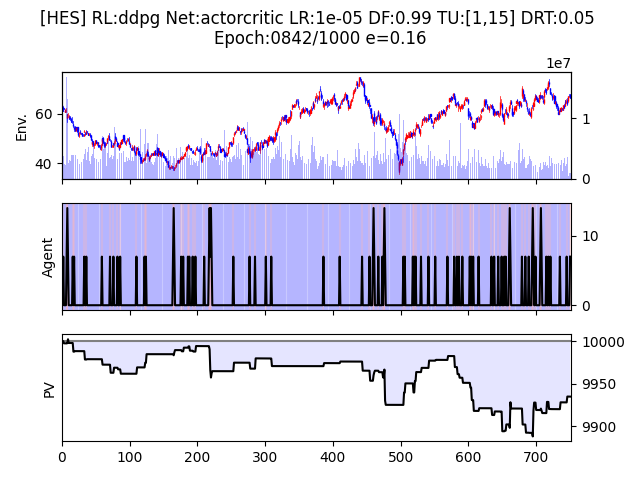 [HES] RL:ddpg Net:actorcritic LR:1e-05 DF:0.99 TU:[1,15] DRT:0.05
Epoch:0842/1000 e=0.16
1e7
Env.
60
40
1
0
Agent
10
0
PV
10000
9950
9900
0 100 200 300 400 500 600 700